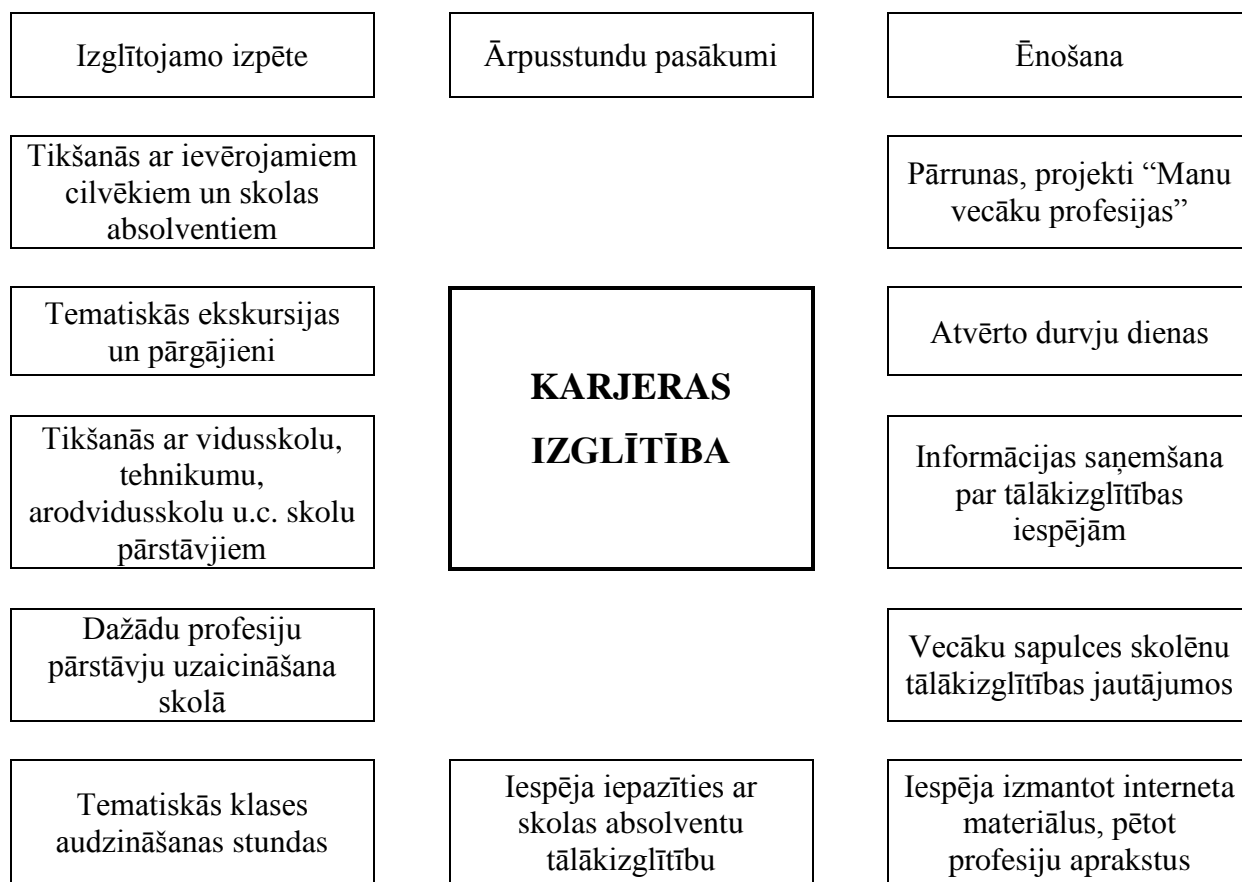 Izglītojamo izpēte
Ārpusstundu pasākumi
Ēnošana
Tikšanās ar ievērojamiem
cilvēkiem un skolas
absolventiem
Pārrunas, projekti “Manu
vecāku profesijas”
Tematiskās ekskursijas
un pārgājieni
KARJERAS
IZGLĪTĪBA
Atvērto durvju dienas
Tikšanās ar vidusskolu,
tehnikumu,
arodvidusskolu u.c. skolu
pārstāvjiem
Informācijas saņemšana
par tālākizglītības
iespējām
Dažādu profesiju
pārstāvju uzaicināšana
skolā
Vecāku sapulces skolēnu
tālākizglītības jautājumos
Tematiskās klases
audzināšanas stundas
Iespēja iepazīties ar
skolas absolventu
tālākizglītību
Iespēja izmantot interneta
materiālus, pētot
profesiju aprakstus